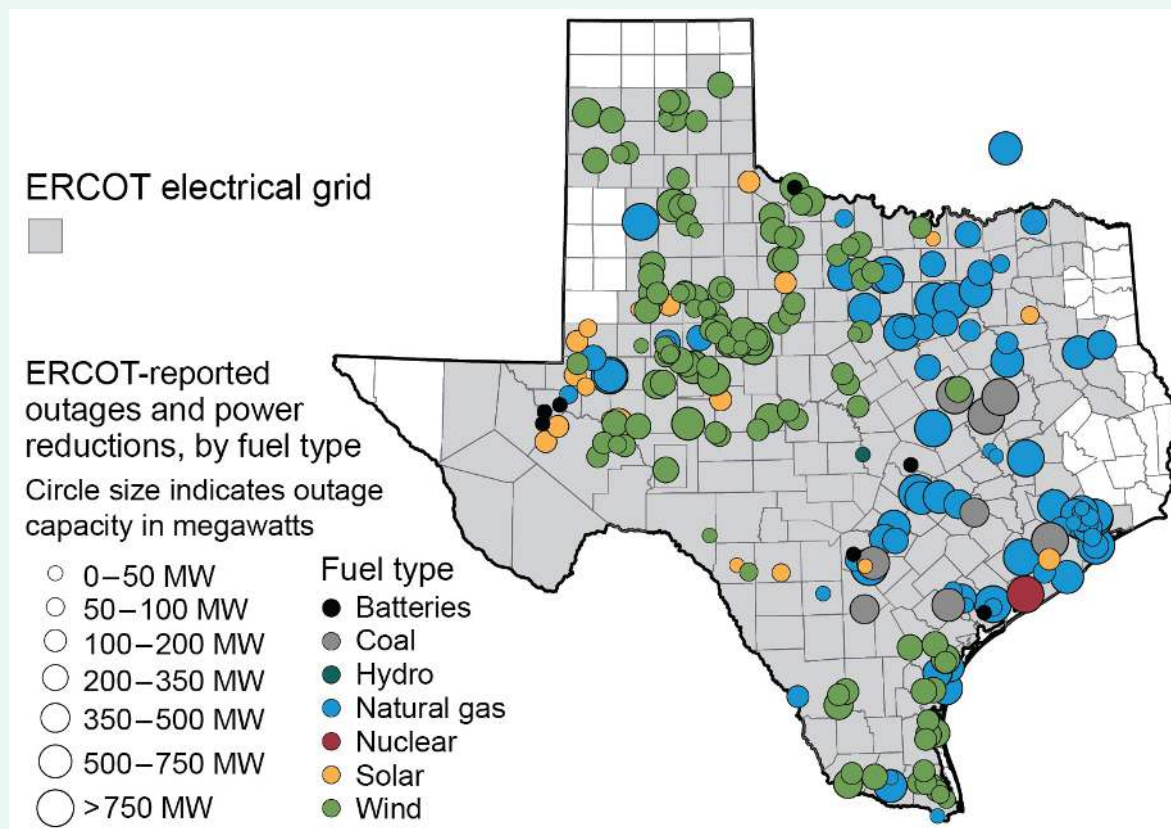 ERCOT electrical grid
ERCOT-reported
outages and power
reductions, by fuel type
Circle size indicates outage
capacity in megawatts
0–50 MW
50–100 MW
100–200 MW
200–350 MW
350–500 MW
500–750 MW
>750 MW
Fuel type
Batteries
Coal
Hydro
Natural gas
Nuclear
Solar
Wind